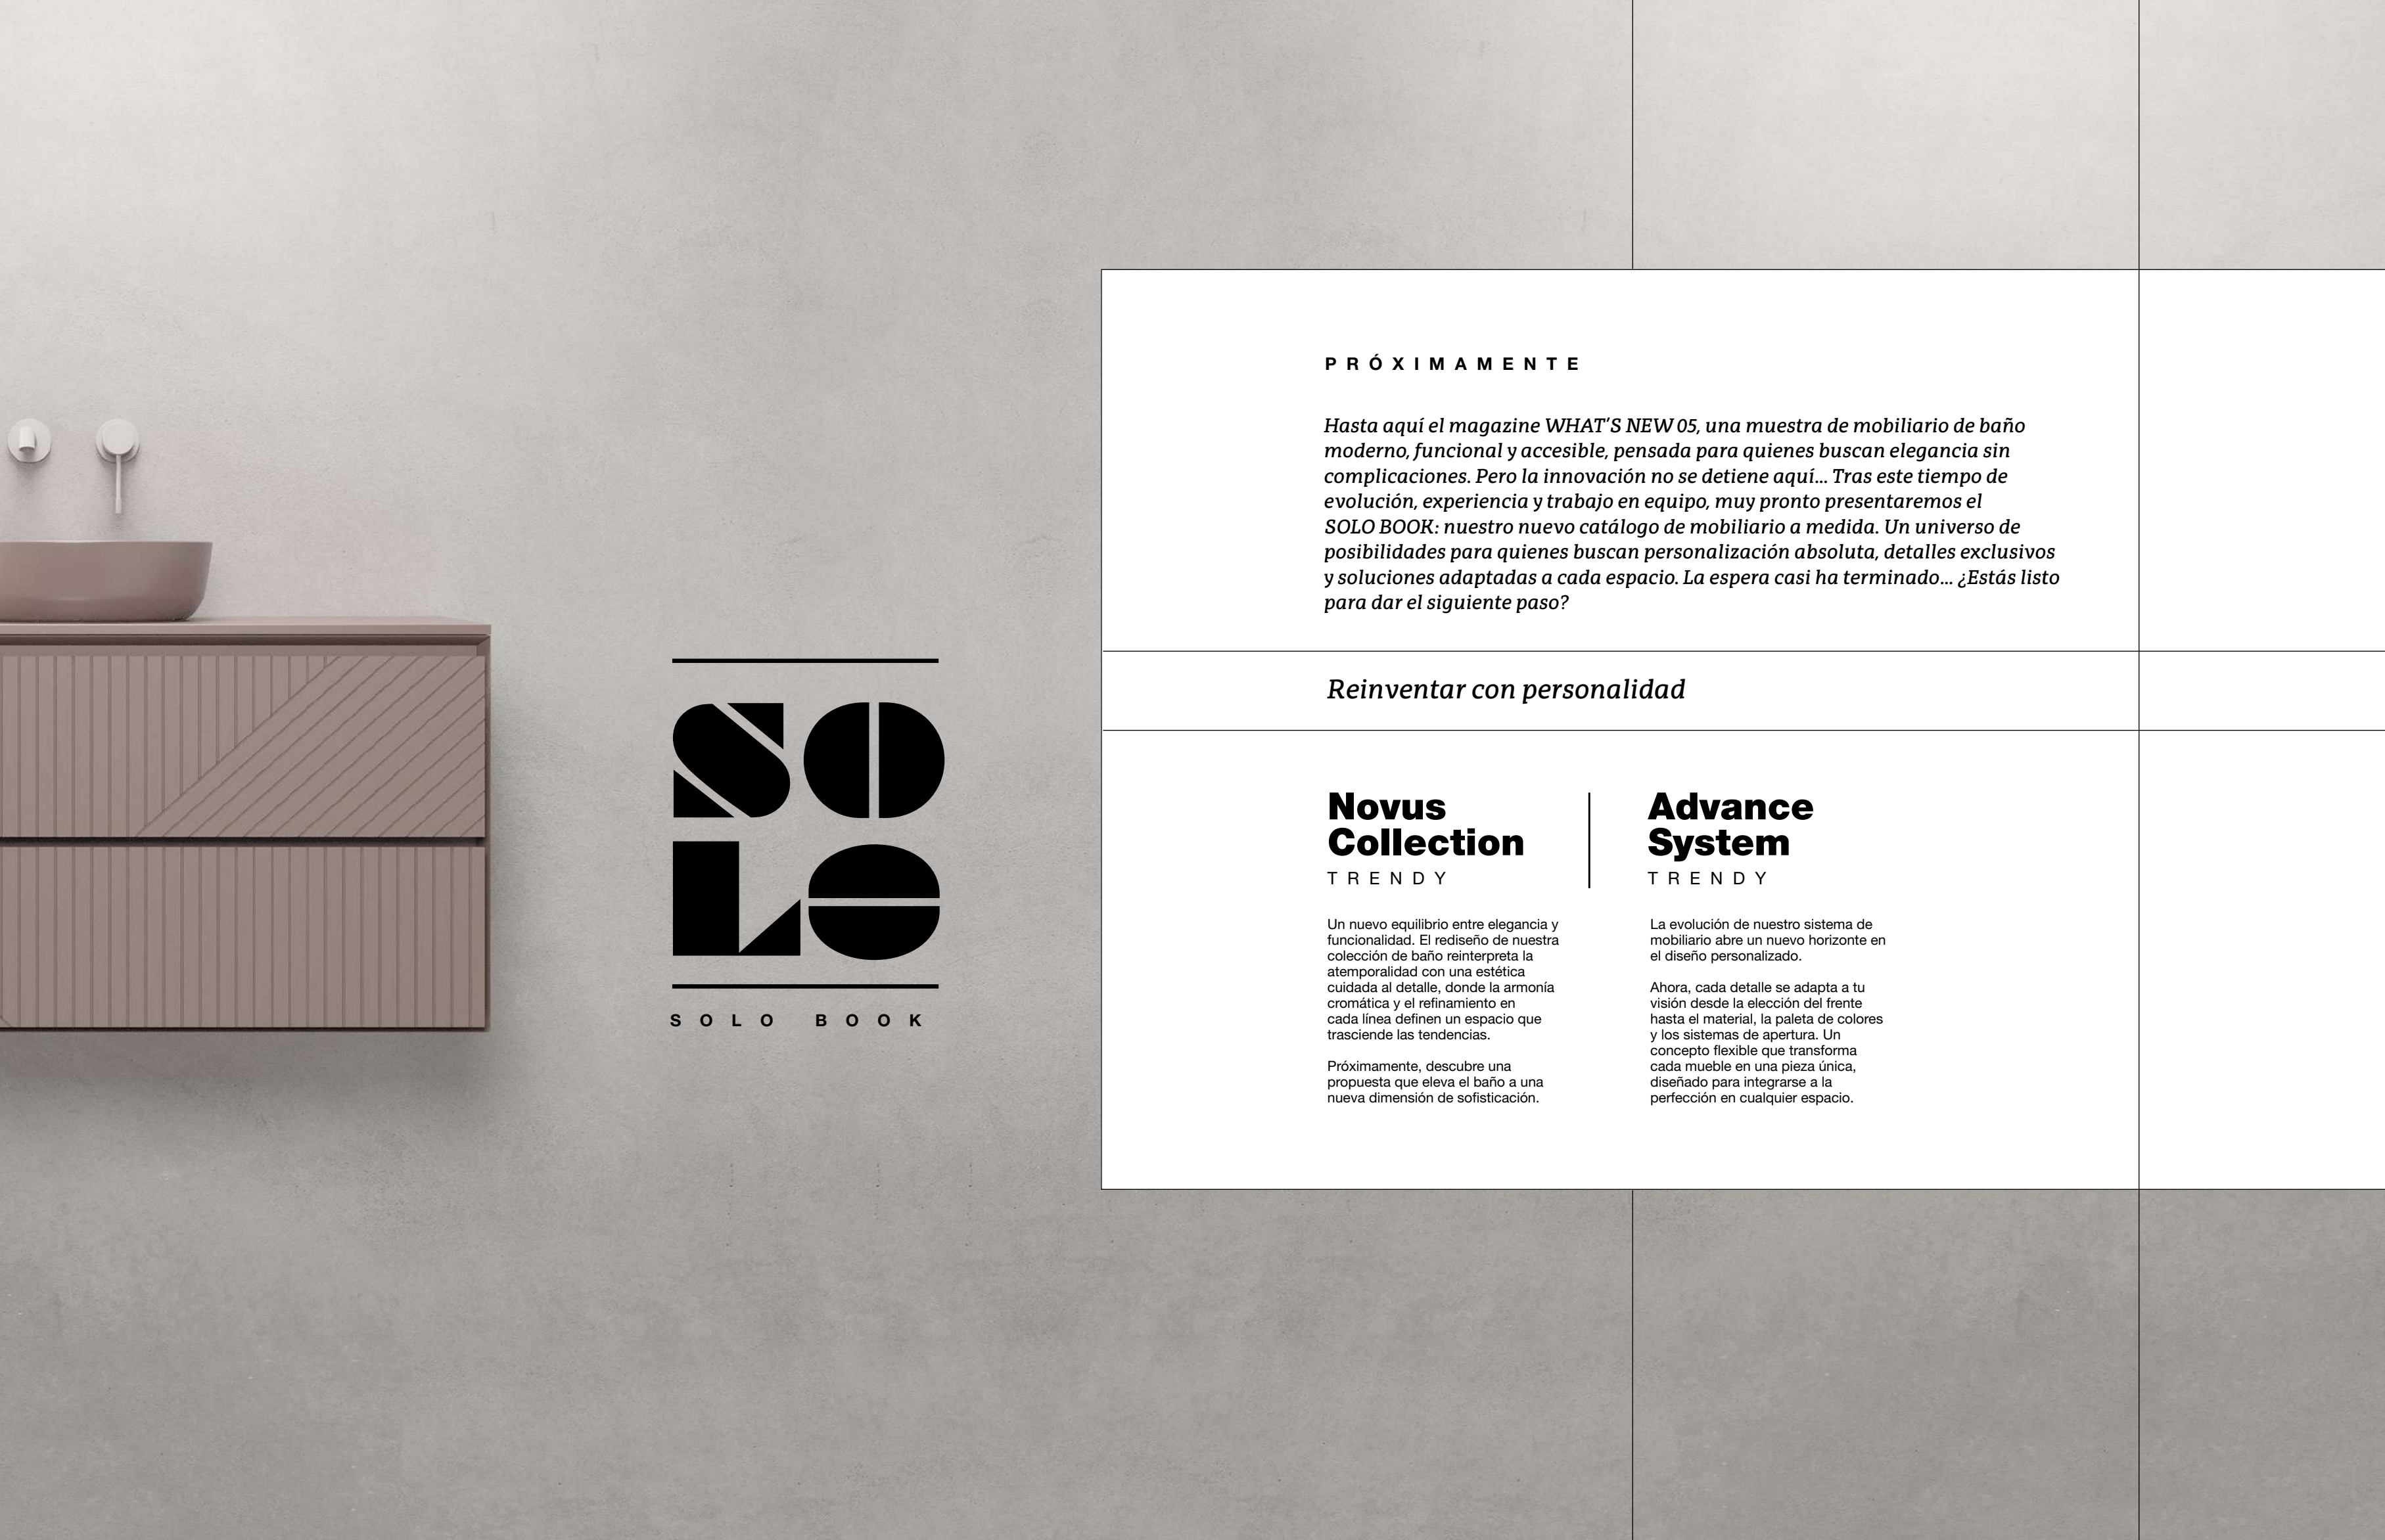 SO
LO
SOLO BOOK
PRÓXIMAMENTE
Hasta aquí el magazine WHAT'S NEW 05, una muestra de mobiliario de baño
moderno, funcional y accesible, pensada para quienes buscan elegancia sin
complicaciones. Pero la innovación no se detiene aquí... Tras este tiempo de
evolución, experiencia y trabajo en equipo, muy pronto presentaremos el
SOLO BOOK: nuestro nuevo catálogo de mobiliario a medida. Un universo de
posibilidades para quienes buscan personalización absoluta, detalles exclusivos
y soluciones adaptadas a cada espacio. La espera casi ha terminado... ¿Estás listo
para dar el siguiente paso?
Reinventar con personalidad
Novus
Collection
TRENDY
Un nuevo equilibrio entre elegancia y
funcionalidad. El rediseño de nuestra
colección de baño reinterpreta la
atemporalidad con una estética
cuidada al detalle, donde la armonía
cromática y el refinamiento en
cada línea definen un espacio que
trasciende las tendencias.
Próximamente, descubre una
propuesta que eleva el baño a una
nueva dimensión de sofisticación.
Advance
System
TRENDY
La evolución de nuestro sistema de
mobiliario abre un nuevo horizonte en
el diseño personalizado.
Ahora, cada detalle se adapta a tu
visión desde la elección del frente
hasta el material, la paleta de colores
y los sistemas de apertura. Un
concepto flexible que transforma
cada mueble en una pieza única,
diseñado para integrarse a la
perfección en cualquier espacio.